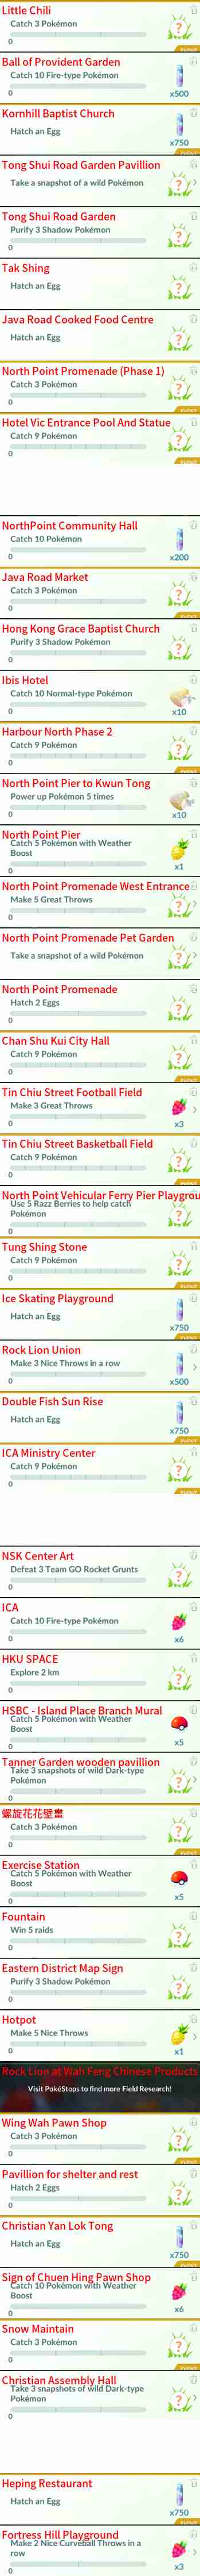 Little Chili
Catch 3 Pokémon
0
EVENT
Ball of Provident Garden
Catch 10 Fire-type Pokémon
0
x500
Kornhill Baptist Church
Hatch an Egg
x750
EVENT
Tong Shui Road Garden Pavillion
Take a snapshot of a wild Pokémon
Tong Shui Road Garden
Purify 3 Shadow Pokémon
0
Tak Shing
Hatch an Egg
Java Road Cooked Food Centre
Hatch an Egg
North Point Promenade (Phase 1)
Catch 3 Pokémon
0
EVENT
Hotel Vic Entrance Pool And Statue
Catch 9 Pokémon
0
EVENT
NorthPoint Community Hall
Catch 10 Pokémon
0
x200
Java Road Market
Catch 3 Pokémon
0
EVENT
Hong Kong Grace Baptist Church
Purify 3 Shadow Pokémon
0
Ibis Hotel
Catch 10 Normal-type Pokémon
0
x10
Harbour North Phase 2
Catch 9 Pokémon
0
EVENT
North Point Pier to Kwun Tong
Power up Pokémon 5 times
0
x10
North Point Pier
Catch 5 Pokémon with Weather
Boost
0
x1
North Point Promenade West Entrance
Make 5 Great Throws
0
North Point Promenade Pet Garden
Take a snapshot of a wild Pokémon
North Point Promenade
Hatch 2 Eggs
0
Chan Shu Kui City Hall
Catch 9 Pokémon
0
EVENT
Tin Chiu Street Football Field
Make 3 Great Throws
0
x3
Tin Chiu Street Basketball Field
Catch 9 Pokémon
0
EVENT
North Point Vehicular Ferry Pier Playgrou
Use 5 Razz Berries to help catch
Pokémon
0
Tung Shing Stone
Catch 9 Pokémon
0
EVENT
Ice Skating Playground
Hatch an Egg
x750
EVENT
Rock Lion Union
Make 3 Nice Throws in a row
0
x500
Double Fish Sun Rise
Hatch an Egg
x750
EVENT
ICA Ministry Center
Catch 9 Pokémon
0
EVENT
NSK Center Art
Defeat 3 Team GO Rocket Grunts
0
ICA
Catch 10 Fire-type Pokémon
0
x6
HKU SPACE
Explore 2 km
0
HSBC - Island Place Branch Mural
Catch 5 Pokémon with Weather
Boost
0
x5
Tanner Garden wooden pavillion
Take 3 snapshots of wild Dark-type
Pokémon
0
螺旋花花壁畫
Catch 3 Pokémon
0
EVENT
Exercise Station
Catch 5 Pokémon with Weather
Boost
0
x5
Fountain
Win 5 raids
0
Eastern District Map Sign
Purify 3 Shadow Pokémon
0
Hotpot
Make 5 Nice Throws
0
x1
Rock Lion at Wah Feng Chinese Products
Visit PokéStops to find more Field Research!
Wing Wah Pawn Shop
Catch 3 Pokémon
0
EVENT
Pavillion for shelter and rest
Hatch 2 Eggs
0
Christian Yan Lok Tong
Hatch an Egg
x750
EVENT
Sign of Chuen Hing Pawn Shop
Catch 10 Pokémon with Weather
Boost
0
x6
Snow Maintain
Catch 3 Pokémon
0
EVENT
Christian Assembly Hall
Take 3 snapshots of wild Dark-type
Pokémon
0
Heping Restaurant
Hatch an Egg
x750
EVENT
Fortress Hill Playground
Make 2 Nice Curveball Throws in a
row
0
x3